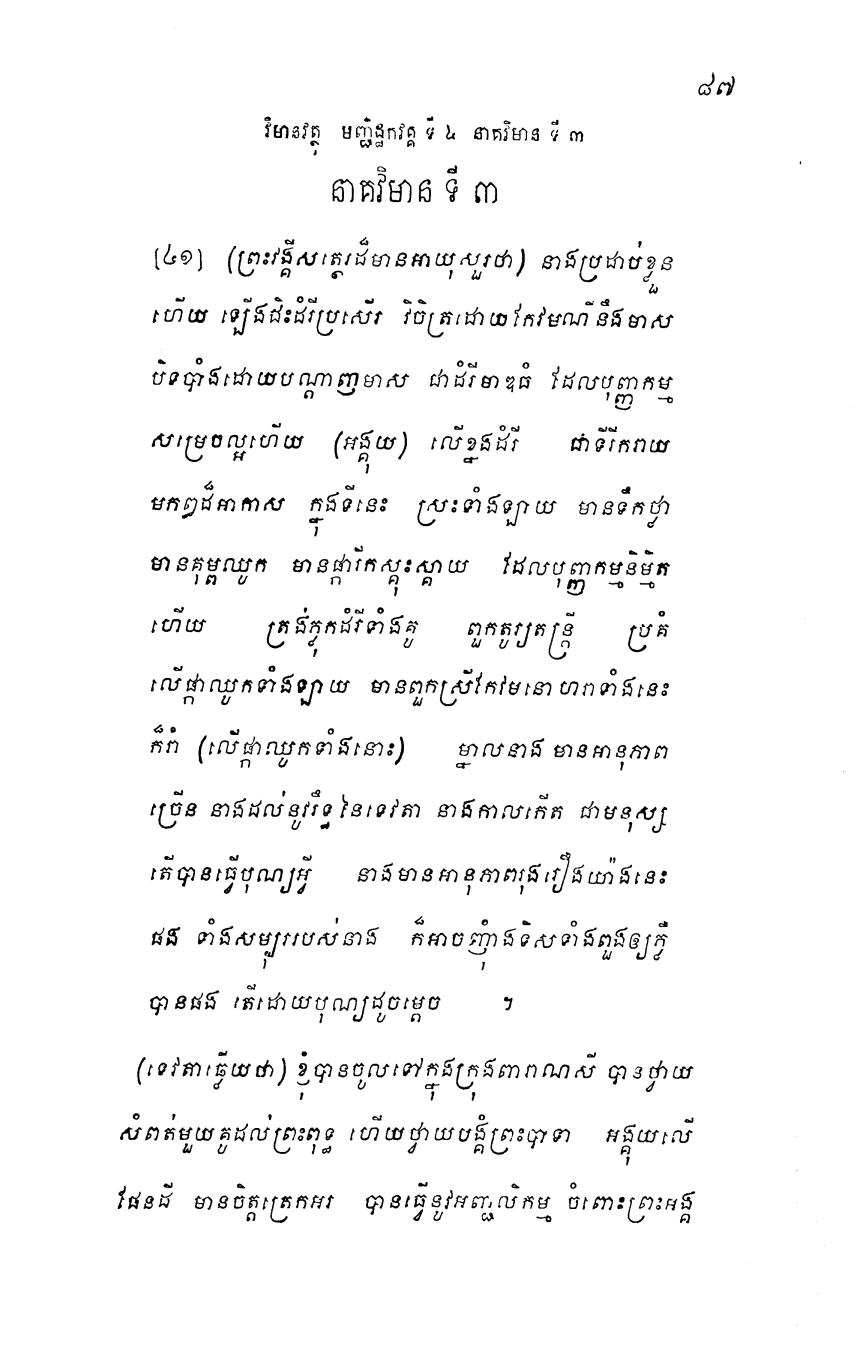 ៨៧
វិមានវត្ថុ មញ្ជិដ្ឋកវគ្គ ទី ៤ នាគវិមាន ទី ៣
នាគវិមាន ទី ៣
[៤១] (ព្រះវង្គីសត្ថេរដ៏មានអាយុសួរថា) នាងប្រដាប់ខ្លួន
ហើយ ឡើងជិះដំរីប្រសើរ វិចិត្រដោយកែវមណីនឹងមាស
បិទបាំងដោយបណ្តាញមាស ជាដំរីមាឌធំ ដែលបុញ្ញកម្ម
សម្រេចល្អហើយ (អង្គុយ) លើខ្នងដំរី ជាទីរីករាយ
មកឰដ៏អាកាស ក្នុងទីនេះ ស្រះទាំងឡាយ មានទឹកថ្លា
មានគុម្ពឈូក មានផ្ការីកស្គុះស្គាយ ដែលបុញ្ញកម្មនិម្មិត
ហើយ ត្រង់ភ្លុកដំរីទាំងគូ ពួកតូរ្យតន្ត្រី ប្រគំ
លើផ្កាឈូកទាំងឡាយ មានពួកស្រីកែវមនោហរាទាំងនេះ
ក៏រាំ (លើផ្កាឈូកទាំងនោះ) ម្នាលនាង មានអានុភាព
ច្រើន នាងដល់នូវរឹទ្ធនៃទេវតា នាងកាលកើត ជាមនុស្ស
តើបានធ្វើបុណ្យអ្វី នាងមានអានុភាពរុងរឿងយ៉ាងនេះ
ផង ទាំងសម្បុររបស់នាង ក៏អាចញុំាងទិសទាំងពួងឲ្យភ្លឺ
បានផង តើដោយបុណ្យដូចម្តេច ។
(ទេវតាឆ្លើយថា) ខ្ញុំបានចូលទៅក្នុងក្រុងពារាណសី បានថ្វាយ
សំពត់មួយគូដល់ព្រះពុទ្ធ ហើយថ្វាយបង្គំព្រះបាទា អង្គុយលើ
ផែនដី មានចិត្តត្រេកអរ បានធ្វើនូវអញ្ជលិកម្ម ចំពោះព្រះអង្គ